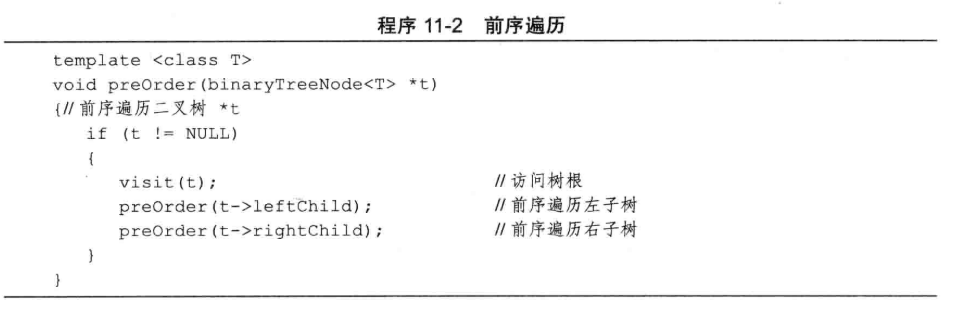 程序 11-2 前序遍历
template <class T>
void preOrder(binaryTreeNode<T> *t)
{// 前序遍历二叉树 *t
if (t != NULL)
{
visit(t); // 访问树根
preOrder(t->leftChild); // 前序遍历左子树
preOrder(t->rightChild); // 前序遍历右子树
}
}